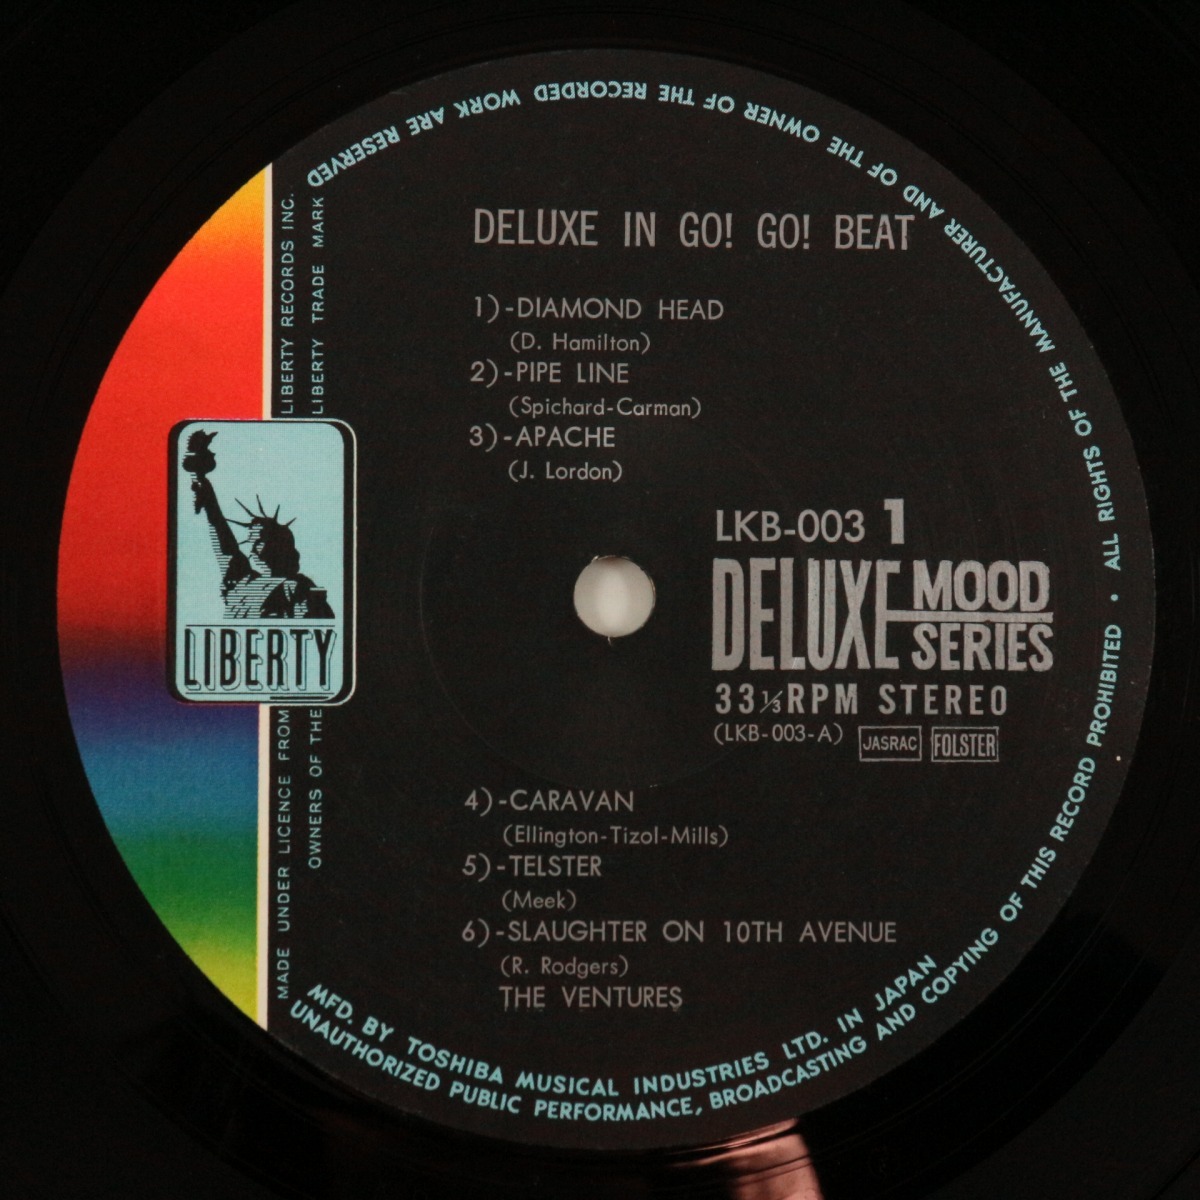 DELUXE IN GO! GO! BEAT
1)-DIAMOND HEAD
(D. Hamilton)
2)-PIPE LINE
(Spichard-Carman)
3)-APACHE
(J. Lordon)
LKB-003 1
DELUXE MOOD SERIES
33⅓RPM STEREO
(LKB-003-A) JASRAC FOLSTER
4)-CARAVAN
(Ellington-Tizol-Mills)
5)-TELSTER
(Meek)
6)-SLAUGHTER ON 10TH AVENUE
(R. Rodgers)
THE VENTURES
LIBERTY
MADE UNDER LICENCE FROM LIBERTY RECORDS INC.
OWNERS OF THE LIBERTY TRADE MARK
MFD. BY TOSHIBA MUSICAL INDUSTRIES LTD. IN JAPAN
UNAUTHORIZED PUBLIC PERFORMANCE, BROADCASTING AND COPYING OF THIS RECORD PROHIBITED • ALL RIGHTS OF THE MANUFACTURER AND OF THE OWNER OF THE RECORDED WORK ARE RESERVED